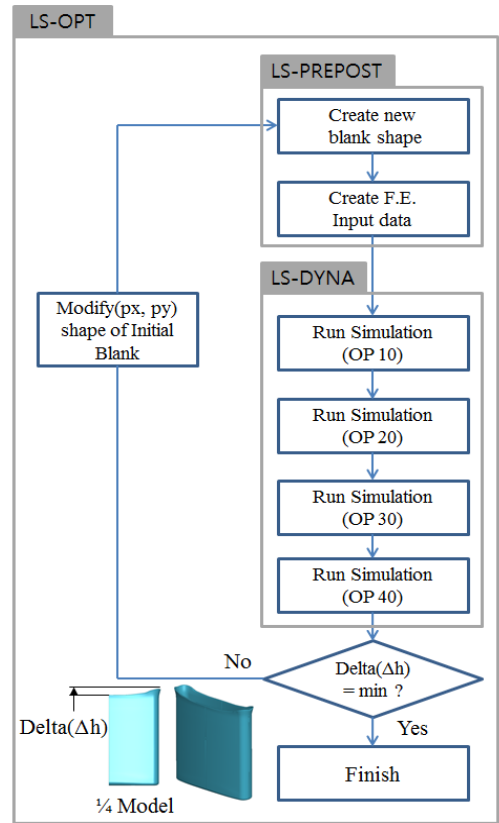 LS-OPT
LS-PREPOST
Create new
blank shape
Create F.E.
Input data
LS-DYNA
Modify(px, py)
shape of Initial
Blank
Run Simulation
(OP 10)
Run Simulation
(OP 20)
Run Simulation
(OP 30)
Run Simulation
(OP 40)
No
Delta(Δh)
= min ?
Delta(Δh)
Yes
Finish
¼ Model